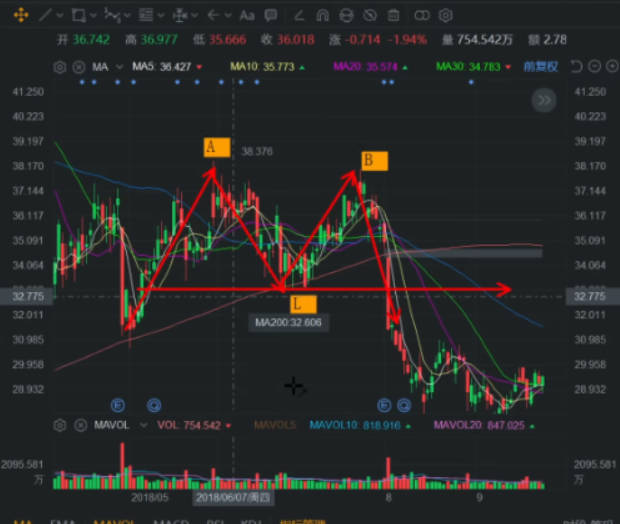 Aa
开 36.742 高 36.977 低 35.666 收 36.018 涨 -0.714 -1.94% 量 754.542万 额 2.78
MA MA5: 36.427 MA10: 35.773 MA20: 35.574 MA30: 34.783 前复权
41.250 41.250
40.223 40.223
39.197 39.197
38.170 38.170
37.144 37.144
36.117 36.117
35.091 35.091
34.064 34.064
32.775 32.775
32.011 32.011
30.985 30.985
29.958 29.958
28.932 28.932
A
38.376
B
L
MA200:32.606
E Q E Q
MAVOL VOL: 754.542 MAVOL5 MAVOL10: 818.916 MAVOL20: 847.025
2095.581 2095.581
万 万
2018/05 2018/06/07/周四 8 9
MA EMA MAVOL MACD RSI KDJ 指标管理